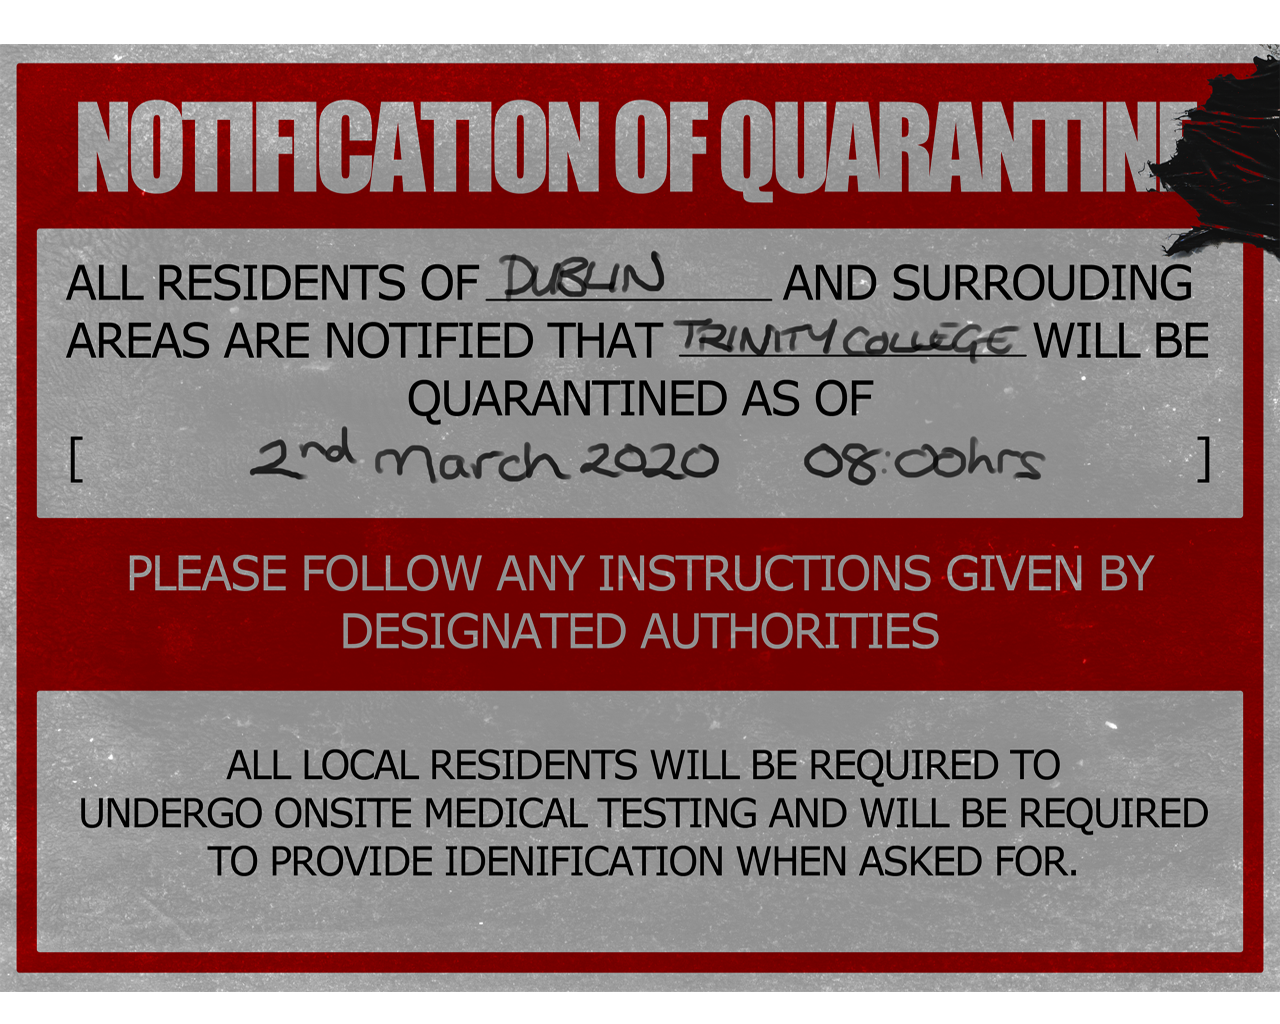 NOTIFICATION OF QUARANTINE
ALL RESIDENTS OF DUBLIN AND SURROUDING
AREAS ARE NOTIFIED THAT TRINITY COLLEGE WILL BE
QUARANTINED AS OF
[ 2nd March 2020 08:00hrs ]
PLEASE FOLLOW ANY INSTRUCTIONS GIVEN BY
DESIGNATED AUTHORITIES
ALL LOCAL RESIDENTS WILL BE REQUIRED TO
UNDERGO ONSITE MEDICAL TESTING AND WILL BE REQUIRED
TO PROVIDE IDENIFICATION WHEN ASKED FOR.